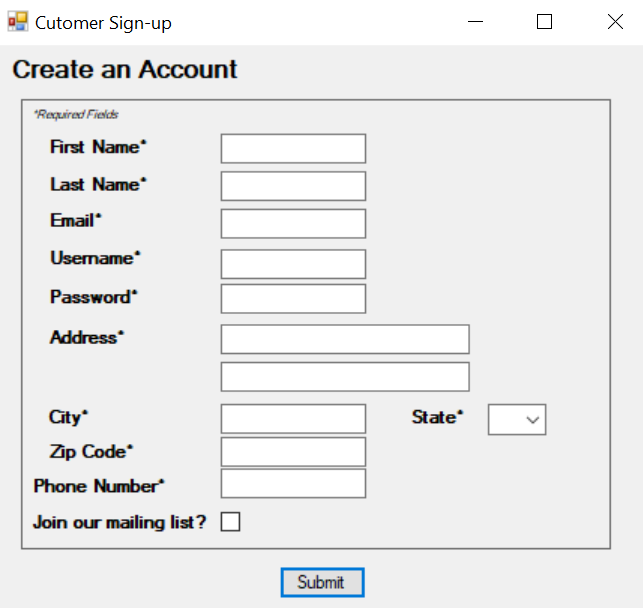 Cutomer Sign-up
Create an Account
*Required Fields
First Name*
Last Name*
Email*
Username*
Password*
Address*
City* State*
Zip Code*
Phone Number*
Join our mailing list?
Submit